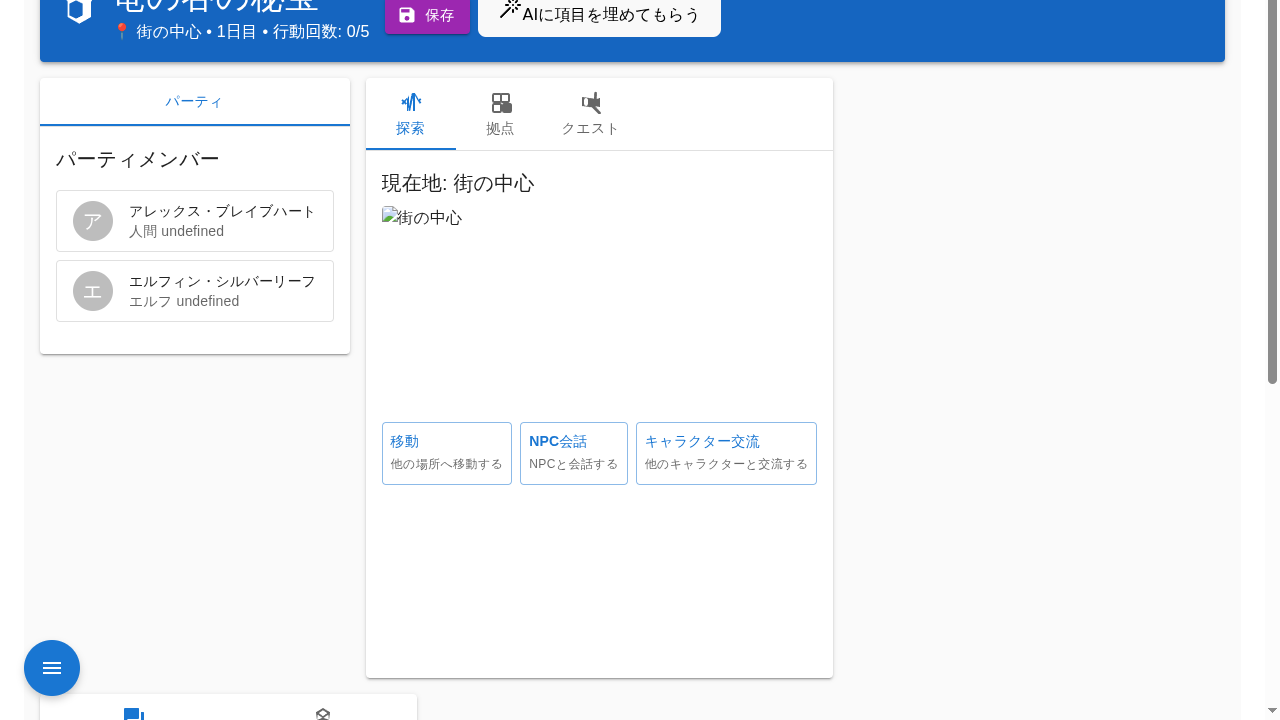 竜の谷の秘宝
📍 街の中心 • 1日目 • 行動回数: 0/5
保存
AIに項目を埋めてもらう
パーティ
パーティメンバー
ア
アレックス・ブレイブハート
人間 undefined
エ
エルフィン・シルバーリーフ
エルフ undefined
探索
拠点
クエスト
現在地: 街の中心
街の中心
移動
他の場所へ移動する
NPC会話
NPCと会話する
キャラクター交流
他のキャラクターと交流する